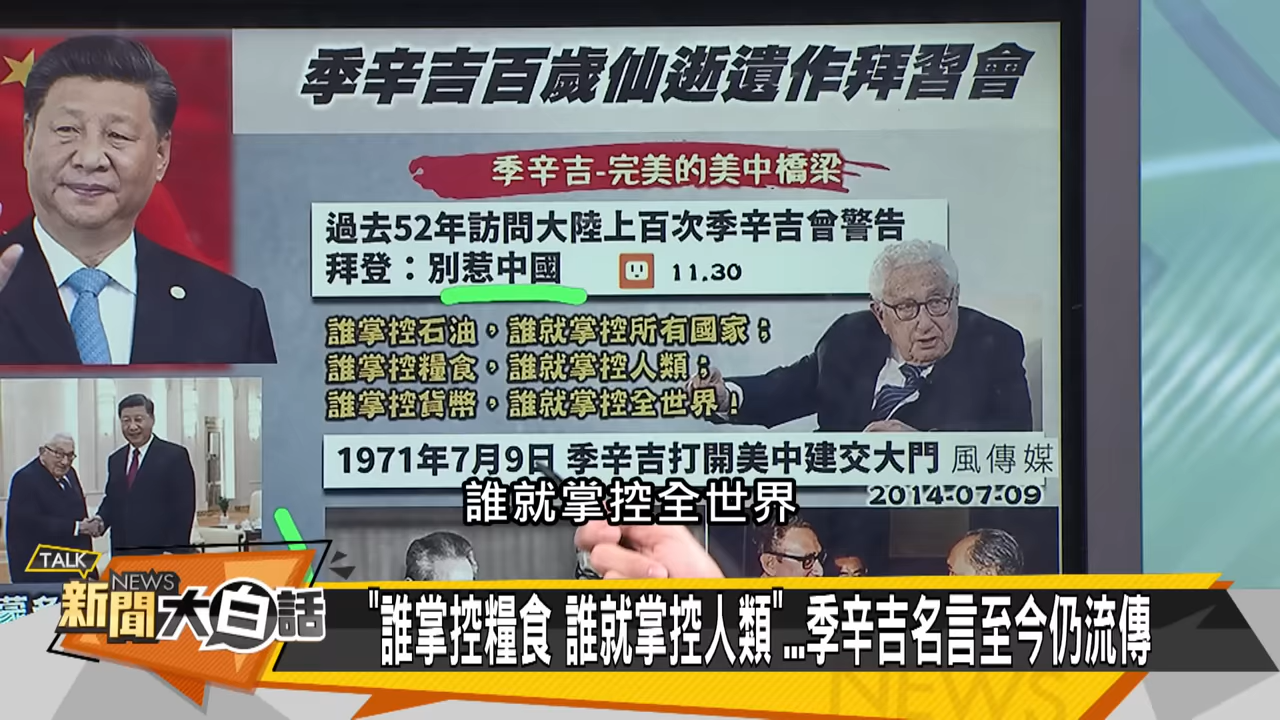 季辛吉百歲仙逝遺作拜習會
季辛吉-完美的美中橋梁
過去52年訪問大陸上百次季辛吉曾警告
拜登：別惹中國 11.30
誰掌控石油，誰就掌控所有國家；
誰掌控糧食，誰就掌控人類；
誰掌控貨幣，誰就掌控全世界！
1971年7月9日 季辛吉打開美中建交大門 風傳媒
2014-07-09
誰就掌控全世界
TALK
NEWS
新聞大白話
"誰掌控糧食 誰就掌控人類"...季辛吉名言至今仍流傳
NEWS